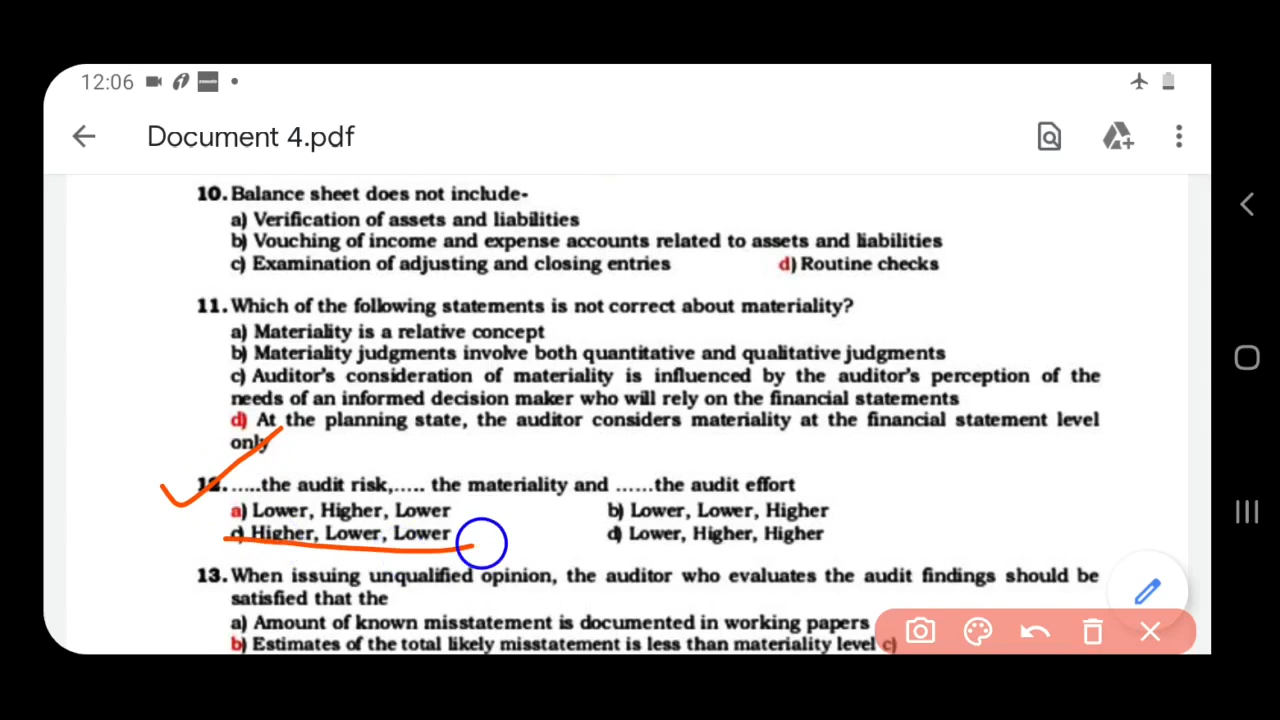 12:06
Document 4.pdf
10. Balance sheet does not include-
a) Verification of assets and liabilities
b) Vouching of income and expense accounts related to assets and liabilities
c) Examination of adjusting and closing entries d) Routine checks
11. Which of the following statements is not correct about materiality?
a) Materiality is a relative concept
b) Materiality judgments involve both quantitative and qualitative judgments
c) Auditor's consideration of materiality is influenced by the auditor's perception of the
needs of an informed decision maker who will rely on the financial statements
d) At the planning state, the auditor considers materiality at the financial statement level
only
12. .....the audit risk,..... the materiality and ......the audit effort
a) Lower, Higher, Lower b) Lower, Lower, Higher
c) Higher, Lower, Lower d) Lower, Higher, Higher
13. When issuing unqualified opinion, the auditor who evaluates the audit findings should be
satisfied that the
a) Amount of known misstatement is documented in working papers
b) Estimates of the total likely misstatement is less than materiality level c)